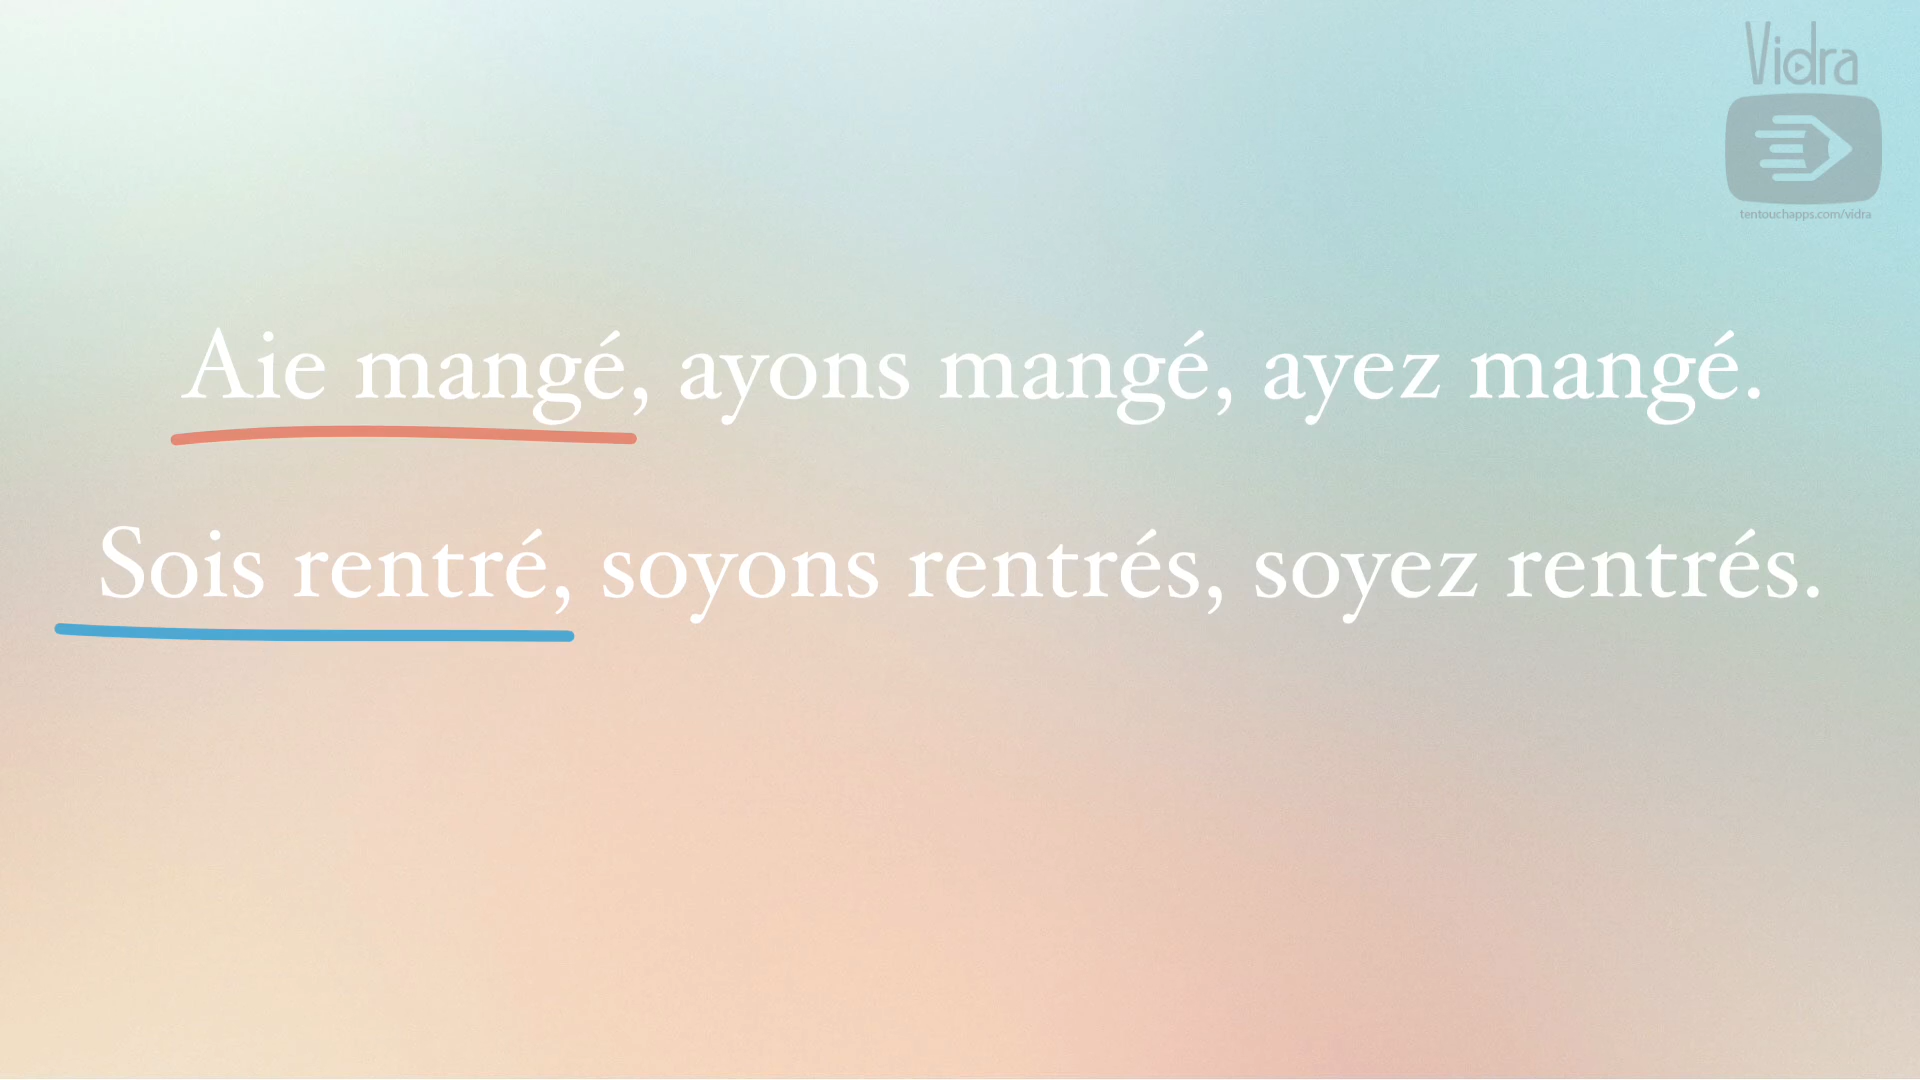 Vidra
tentouchapps.com/vidra
Aie mangé, ayons mangé, ayez mangé.
Sois rentré, soyons rentrés, soyez rentrés.